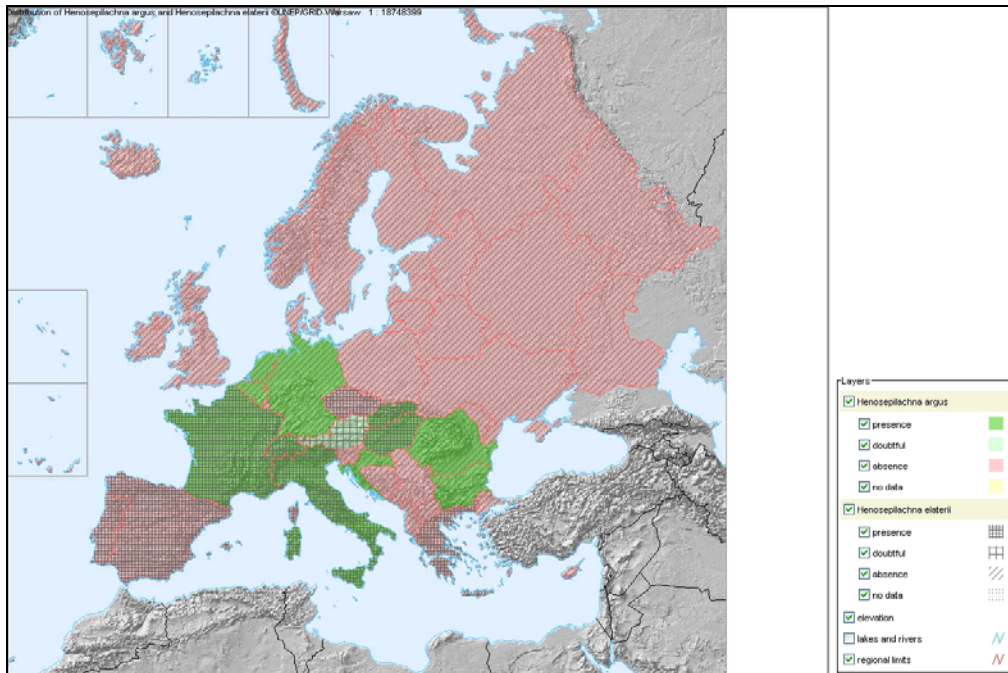 Distribution of Henosepilachna argus and Henosepilachna elaterii ©UNEP/GRID-Warsaw 1 : 18748399
Layers
Henosepilachna argus
presence
doubtful
absence
no data
Henosepilachna elaterii
presence
doubtful
absence
no data
elevation
lakes and rivers
regional limits